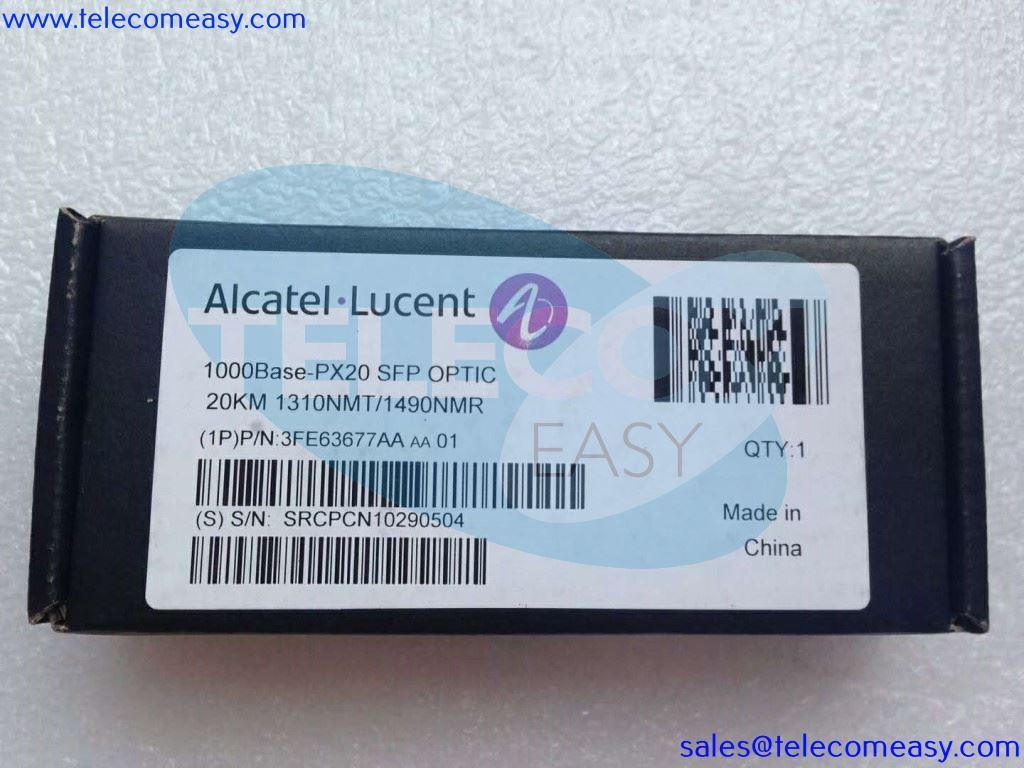 www.telecomeasy.com
Alcatel·Lucent
TELECO
EASY
1000Base-PX20 SFP OPTIC
20KM 1310NMT/1490NMR
(1P)P/N:3FE63677AA AA 01
QTY:1
(S) S/N: SRCPCN10290504
Made in
China
sales@telecomeasy.com